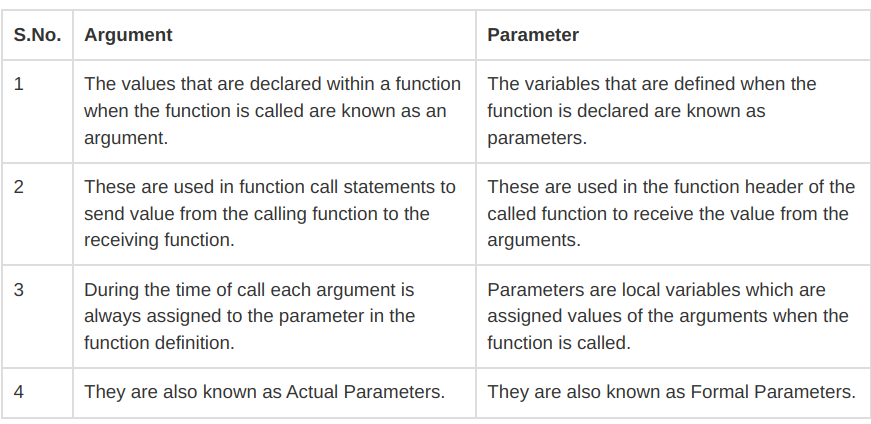 S.No. Argument Parameter
1 The values that are declared within a function The variables that are defined when the
when the function is called are known as an function is declared are known as
argument. parameters.
2 These are used in function call statements to These are used in the function header of the
send value from the calling function to the called function to receive the value from the
receiving function. arguments.
3 During the time of call each argument is Parameters are local variables which are
always assigned to the parameter in the assigned values of the arguments when the
function definition. function is called.
4 They are also known as Actual Parameters. They are also known as Formal Parameters.